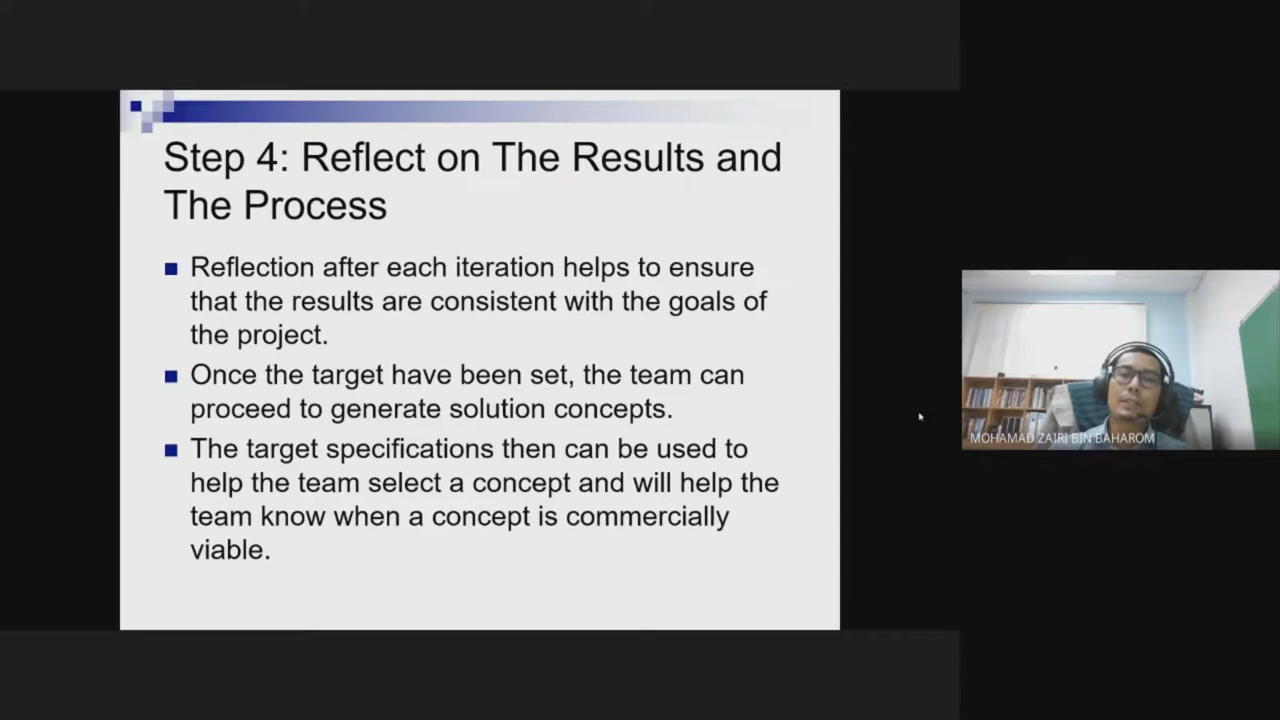 Step 4: Reflect on The Results and
The Process
Reflection after each iteration helps to ensure
that the results are consistent with the goals of
the project.
Once the target have been set, the team can
proceed to generate solution concepts.
The target specifications then can be used to
help the team select a concept and will help the
team know when a concept is commercially
viable.
MOHAMAD ZAIRI BIN BAHAROM